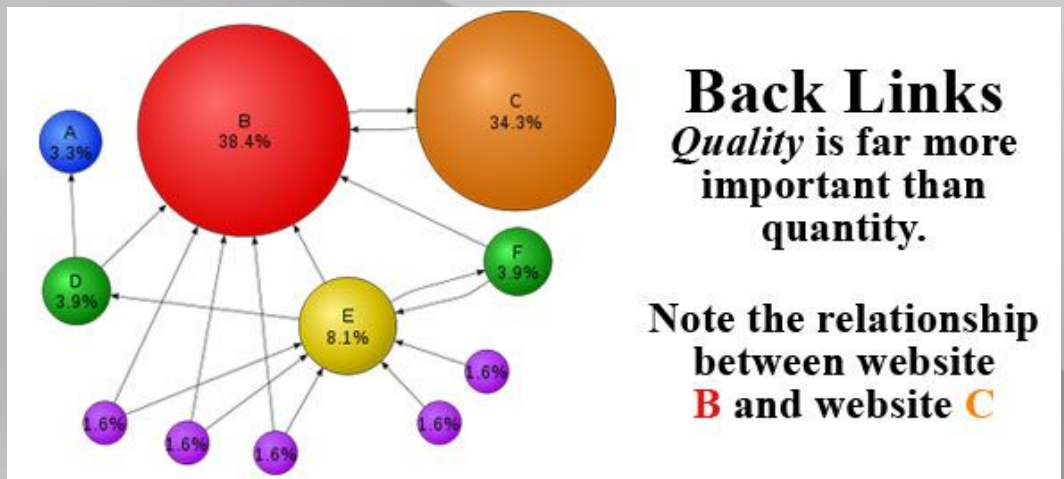 B
38.4%
C
34.3%
A
3.3%
D
3.9%
F
3.9%
E
8.1%
1.6%
1.6%
1.6%
1.6%
1.6%
Back Links
Quality is far more
important than
quantity.
Note the relationship
between website
B and website C